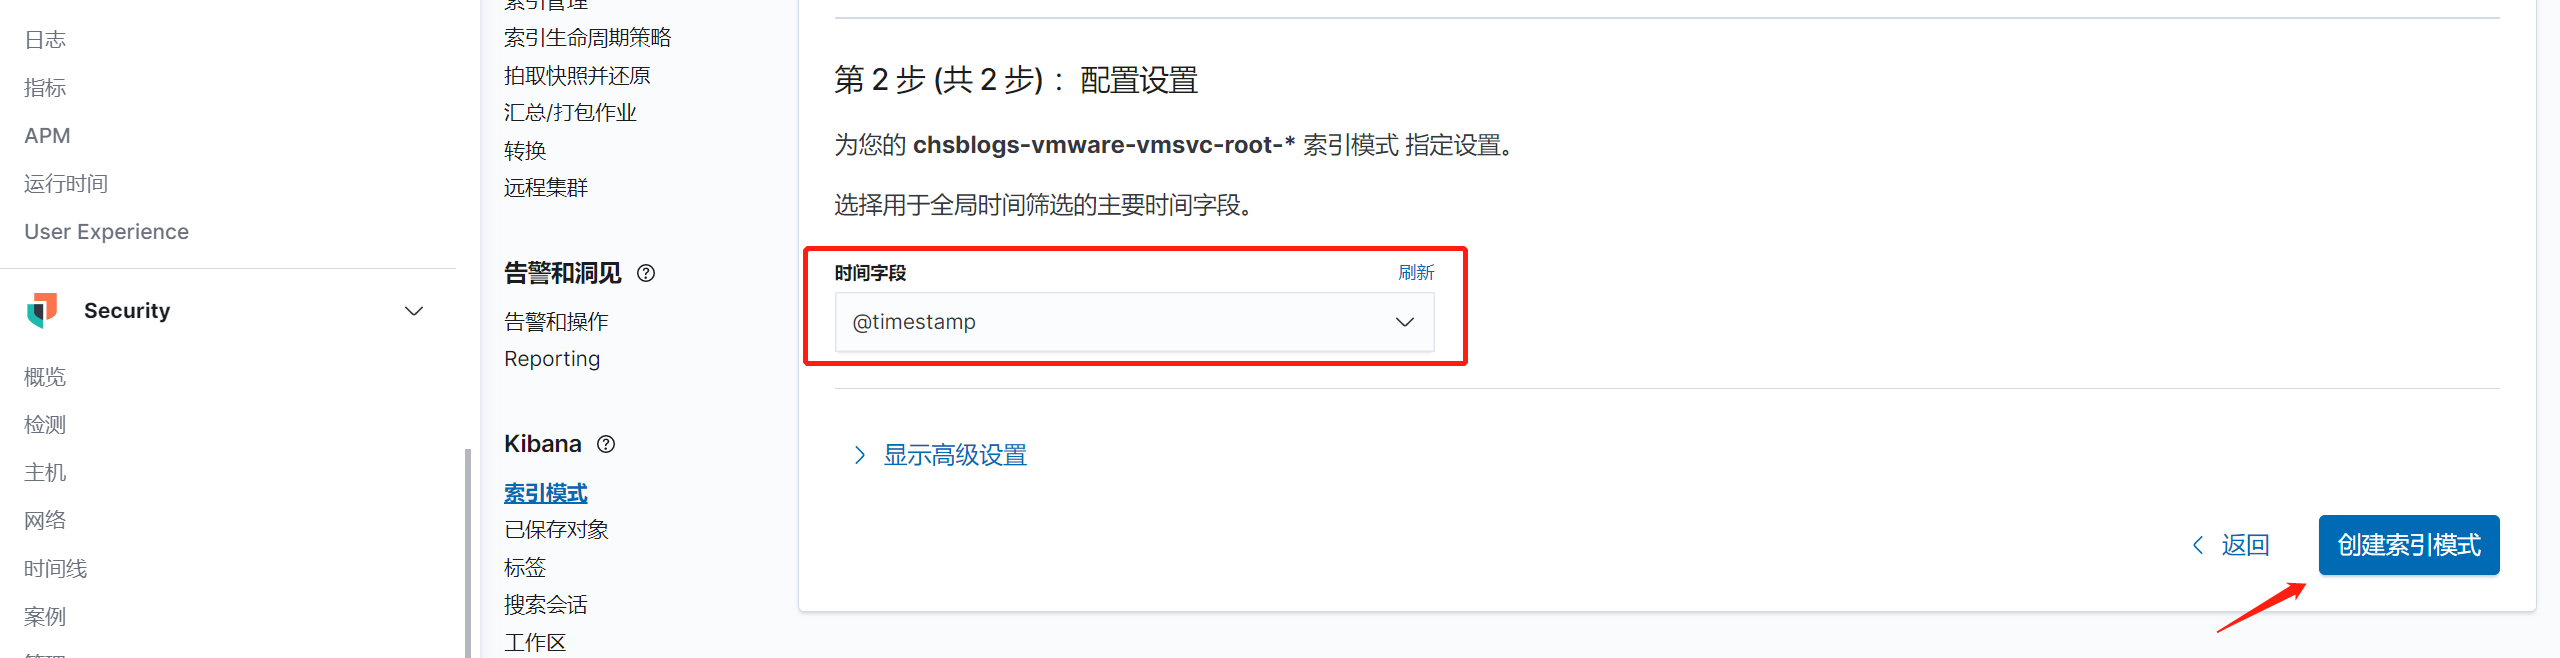 日志
指标
APM
运行时间
User Experience
Security
概览
检测
主机
网络
时间线
案例
索引管理
索引生命周期策略
拍取快照并还原
汇总/打包作业
转换
远程集群
告警和洞见
告警和操作
Reporting
Kibana
索引模式
已保存对象
标签
搜索会话
工作区
第 2 步 (共 2 步)： 配置设置
为您的 chsblogs-vmware-vmsvc-root-* 索引模式 指定设置。
选择用于全局时间筛选的主要时间字段。
时间字段 刷新
@timestamp
显示高级设置
返回 创建索引模式